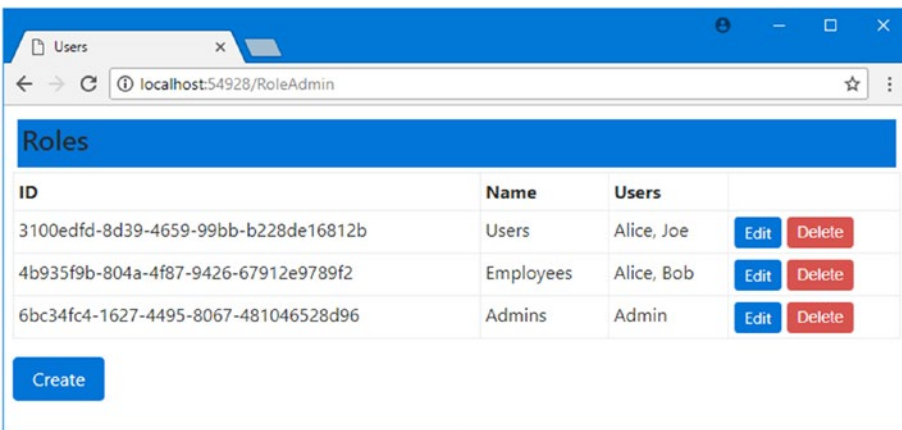 Users
localhost:54928/RoleAdmin
Roles
ID Name Users
3100edfd-8d39-4659-99bb-b228de16812b Users Alice, Joe Edit Delete
4b935f9b-804a-4f87-9426-67912e9789f2 Employees Alice, Bob Edit Delete
6bc34fc4-1627-4495-8067-481046528d96 Admins Admin Edit Delete
Create